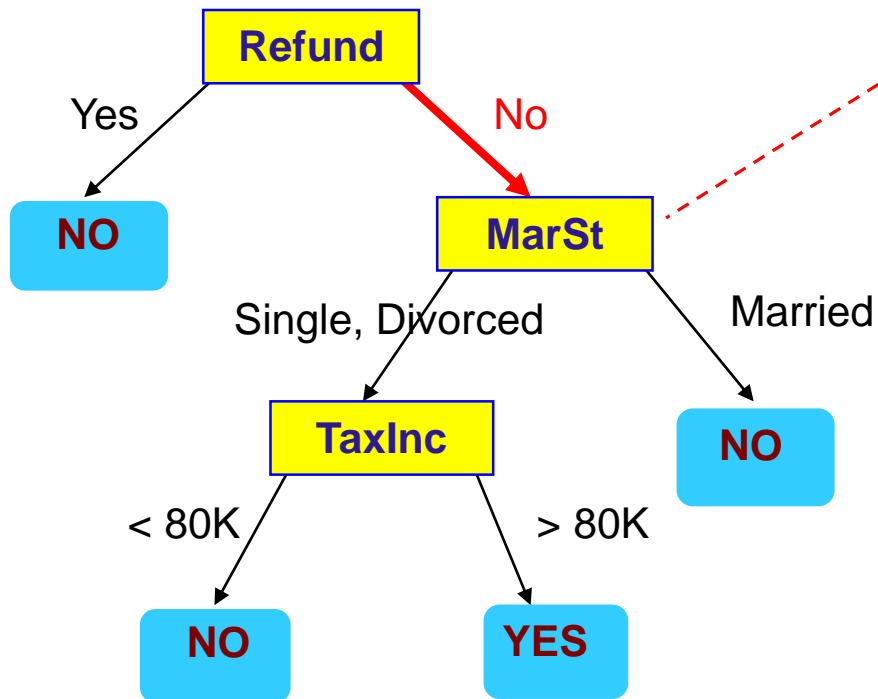 Refund
Yes
No
NO
MarSt
Single, Divorced
Married
TaxInc
NO
< 80K
> 80K
NO
YES